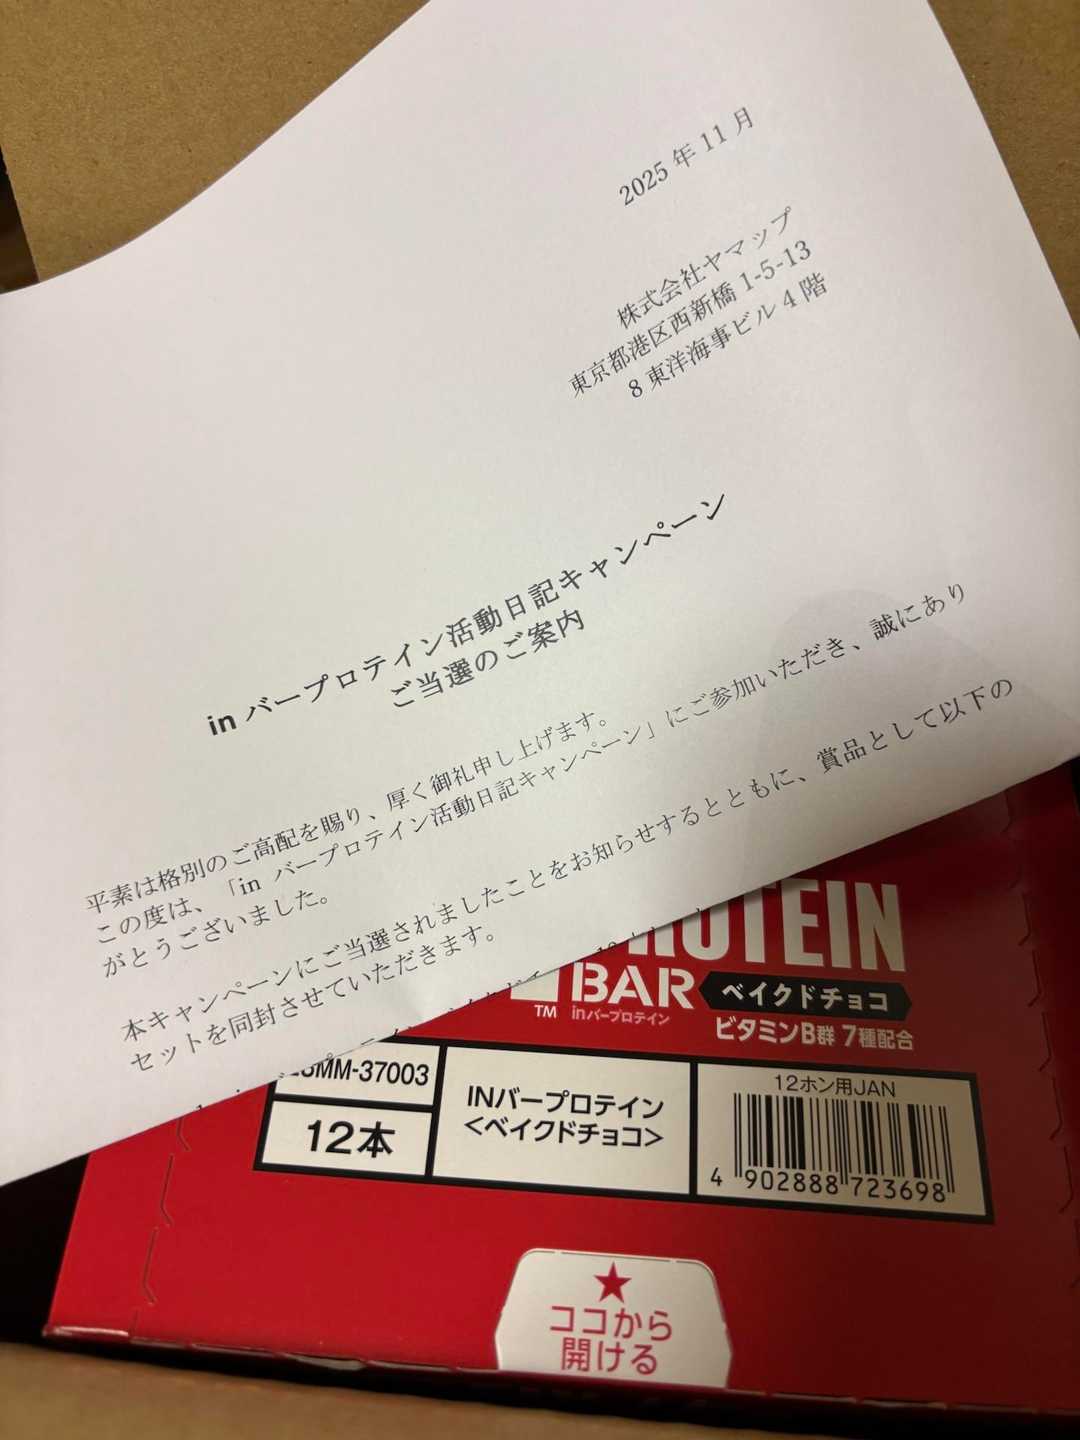 2025 年 11 月
株式会社ヤマップ
東京都港区西新橋 1-5-13
8 東洋海事ビル 4 階
in バープロテイン活動日記キャンペーン
ご当選のご案内
平素は格別のご高配を賜り、厚く御礼申し上げます。
この度は、「in バープロテイン活動日記キャンペーン」にご参加いただき、誠にあり
がとうございました。
本キャンペーンにご当選されましたことをお知らせするとともに、賞品として以下の
セットを同封させていただきます。
ROTEIN
BAR ベイクドチョコ
TM inバープロテイン
ビタミンB群 7種配合
MM-37003
12本
INバープロテイン
<ベイクドチョコ>
12ホン用JAN
4 902888 723698
★
ココから
開ける